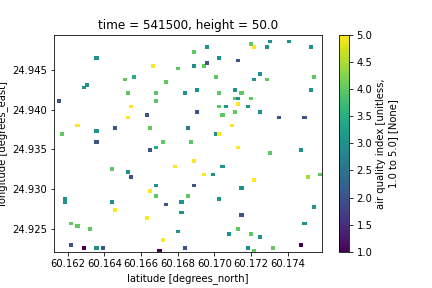 time = 541500, height = 50.0
24.945
24.940
24.935
24.930
24.925
longitude [degrees_east]
60.162 60.164 60.166 60.168 60.170 60.172 60.174
latitude [degrees_north]
5.0
4.5
4.0
3.5
3.0
2.5
2.0
1.5
1.0
air quality index [unitless,
1.0 to 5.0] [None]